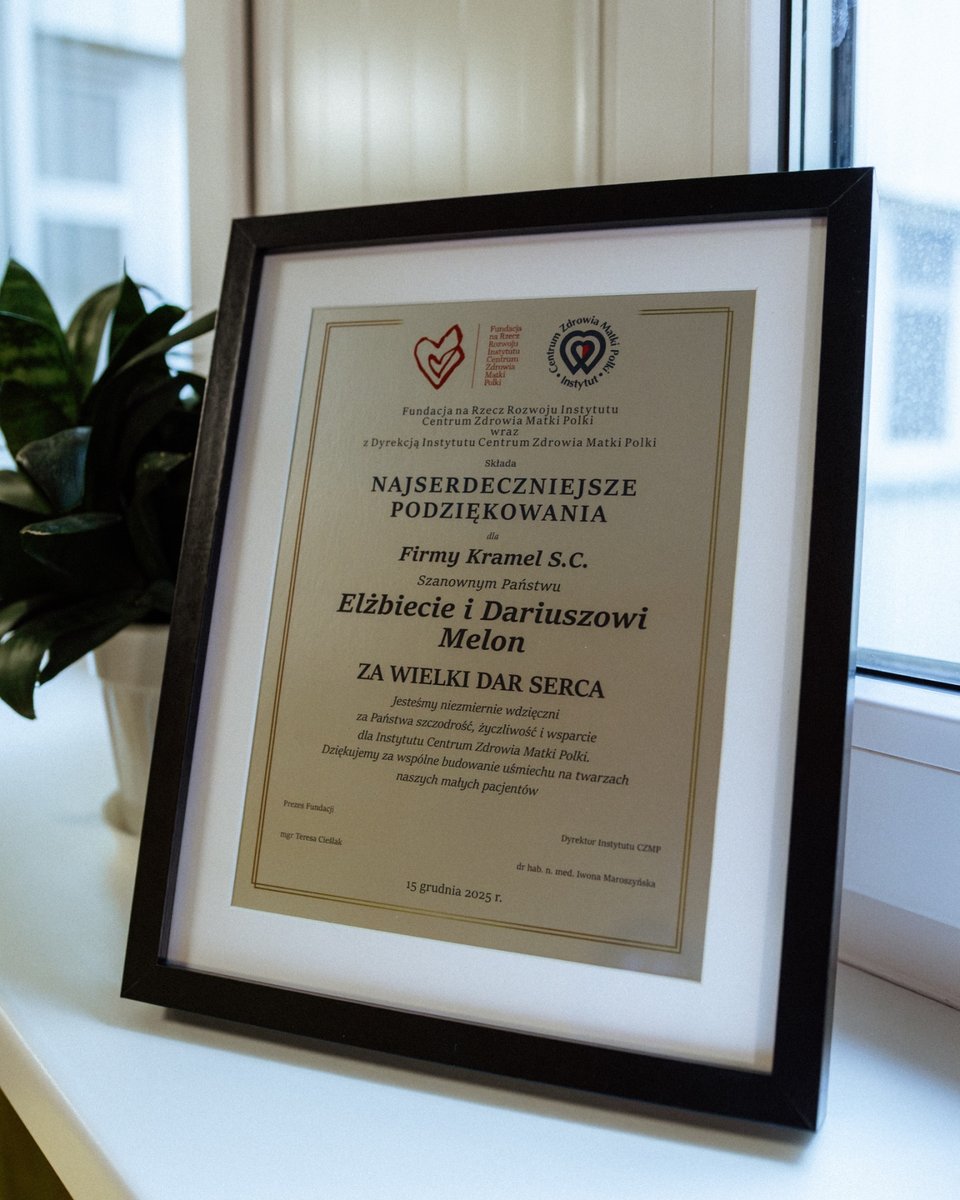 Fundacja
na Rzecz
Rozwoju
Instytutu
Centrum
Zdrowia
Matki
Polki
Centrum Zdrowia Matki Polki
• Instytut •
Fundacja na Rzecz Rozwoju Instytutu
Centrum Zdrowia Matki Polki
wraz
z Dyrekcją Instytutu Centrum Zdrowia Matki Polki
Składa
NAJSERDECZNIEJSZE
PODZIĘKOWANIA
dla
Firmy Kramel S.C.
Szanownym Państwu
Elżbiecie i Dariuszowi
Melon
ZA WIELKI DAR SERCA
Jesteśmy niezmiernie wdzięczni
za Państwa szczodrość, życzliwość i wsparcie
dla Instytutu Centrum Zdrowia Matki Polki.
Dziękujemy za wspólne budowanie uśmiechu na twarzach
naszych małych pacjentów
Prezes Fundacji
mgr Teresa Cieślak
Dyrektor Instytutu CZMP
dr hab. n. med. Iwona Maroszyńska
15 grudnia 2025 r.